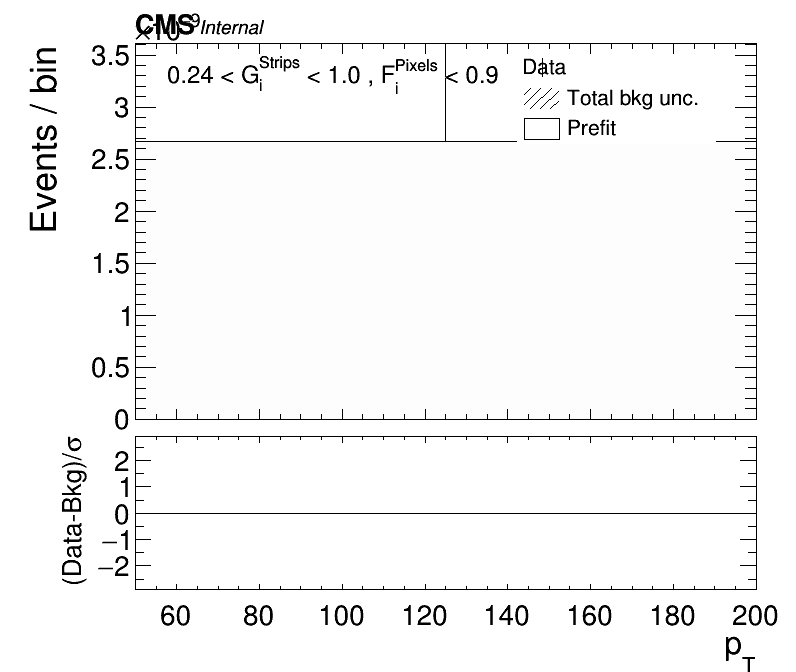 CMS Internal
×10⁻⁹
Events / bin
3.5
3
2.5
2
1.5
1
0.5
0
0.24 < G_i^Strips < 1.0 , F_i^Pixels < 0.9
Data
Total bkg unc.
Prefit
(Data-Bkg)/σ
2
1
0
−1
−2
60 80 100 120 140 160 180 200
p_T